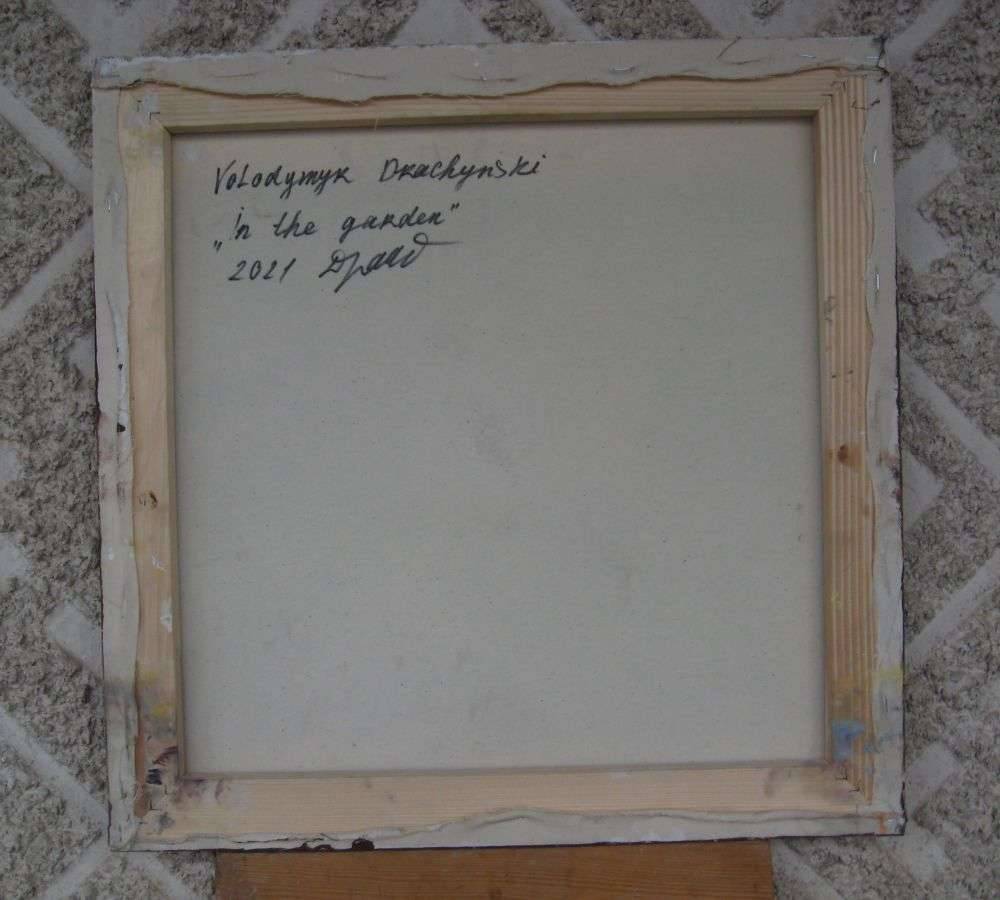 Volodymyr Drachynski
„In the garden"
2021